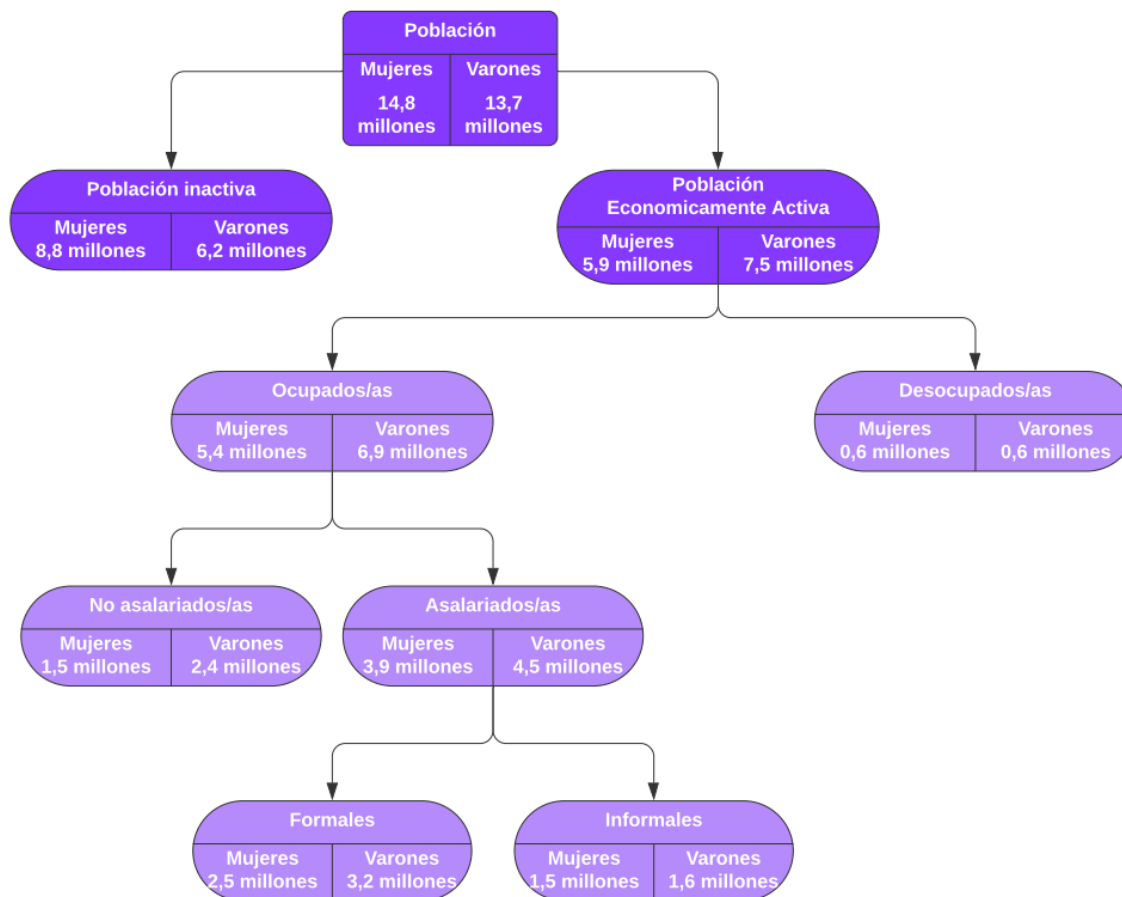 Población
Mujeres
Varones
14,8
millones
13,7
millones
Población inactiva
Mujeres
8,8 millones
Varones
6,2 millones
Población
Economicamente Activa
Mujeres
5,9 millones
Varones
7,5 millones
Ocupados/as
Mujeres
5,4 millones
Varones
6,9 millones
Desocupados/as
Mujeres
0,6 millones
Varones
0,6 millones
No asalariados/as
Mujeres
1,5 millones
Varones
2,4 millones
Asalariados/as
Mujeres
3,9 millones
Varones
4,5 millones
Formales
Mujeres
2,5 millones
Varones
3,2 millones
Informales
Mujeres
1,5 millones
Varones
1,6 millones